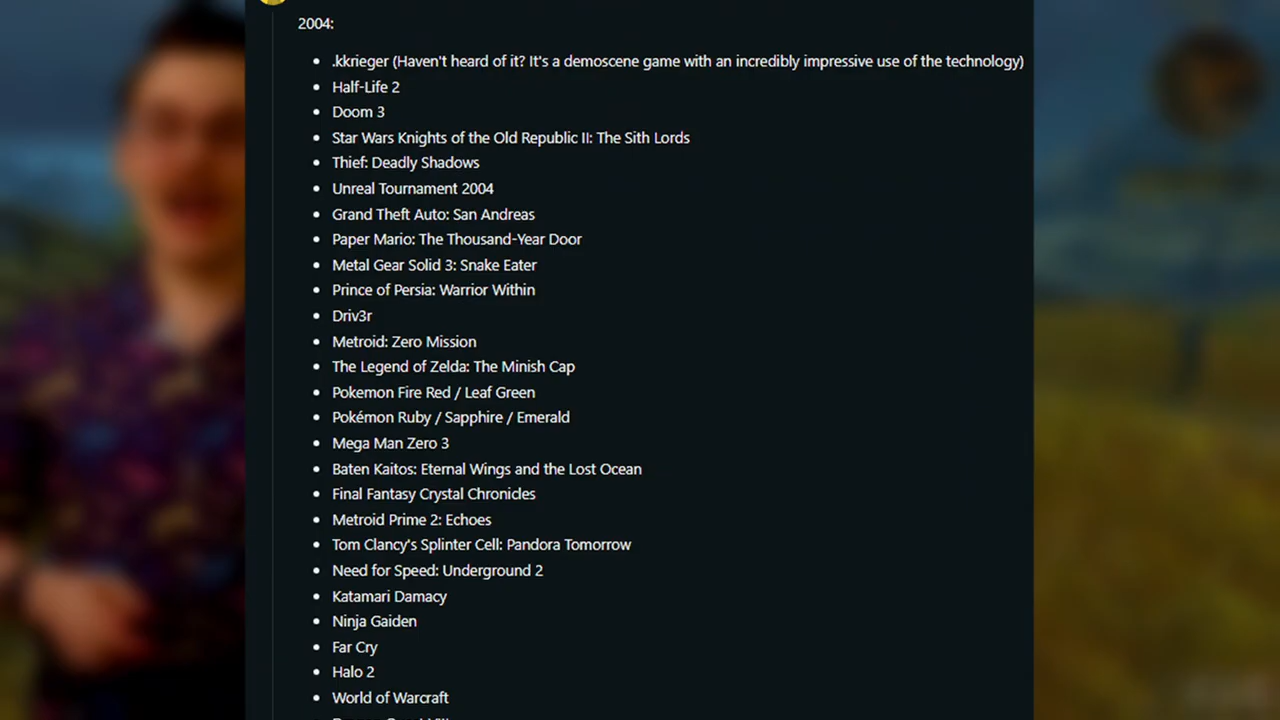 2004:
.kkrieger (Haven't heard of it? It's a demoscene game with an incredibly impressive use of the technology)
Half-Life 2
Doom 3
Star Wars Knights of the Old Republic II: The Sith Lords
Thief: Deadly Shadows
Unreal Tournament 2004
Grand Theft Auto: San Andreas
Paper Mario: The Thousand-Year Door
Metal Gear Solid 3: Snake Eater
Prince of Persia: Warrior Within
Driv3r
Metroid: Zero Mission
The Legend of Zelda: The Minish Cap
Pokemon Fire Red / Leaf Green
Pokémon Ruby / Sapphire / Emerald
Mega Man Zero 3
Baten Kaitos: Eternal Wings and the Lost Ocean
Final Fantasy Crystal Chronicles
Metroid Prime 2: Echoes
Tom Clancy's Splinter Cell: Pandora Tomorrow
Need for Speed: Underground 2
Katamari Damacy
Ninja Gaiden
Far Cry
Halo 2
World of Warcraft